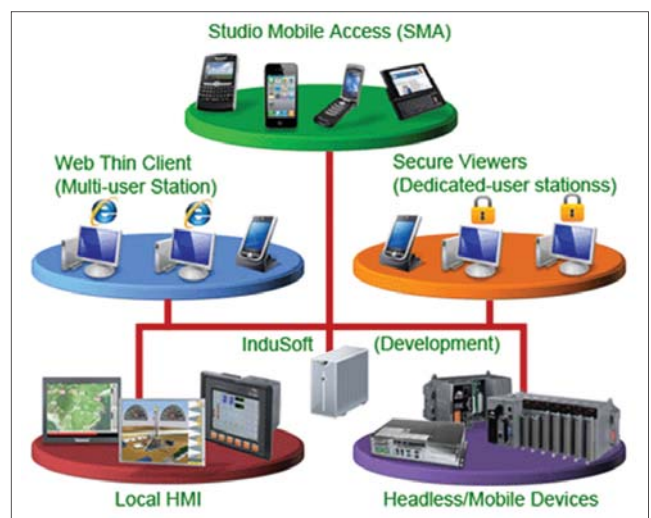 Studio Mobile Access (SMA)
Web Thin Client
(Multi-user Station)
Secure Viewers
(Dedicated-user stationss)
InduSoft
(Development)
Local HMI
Headless/Mobile Devices